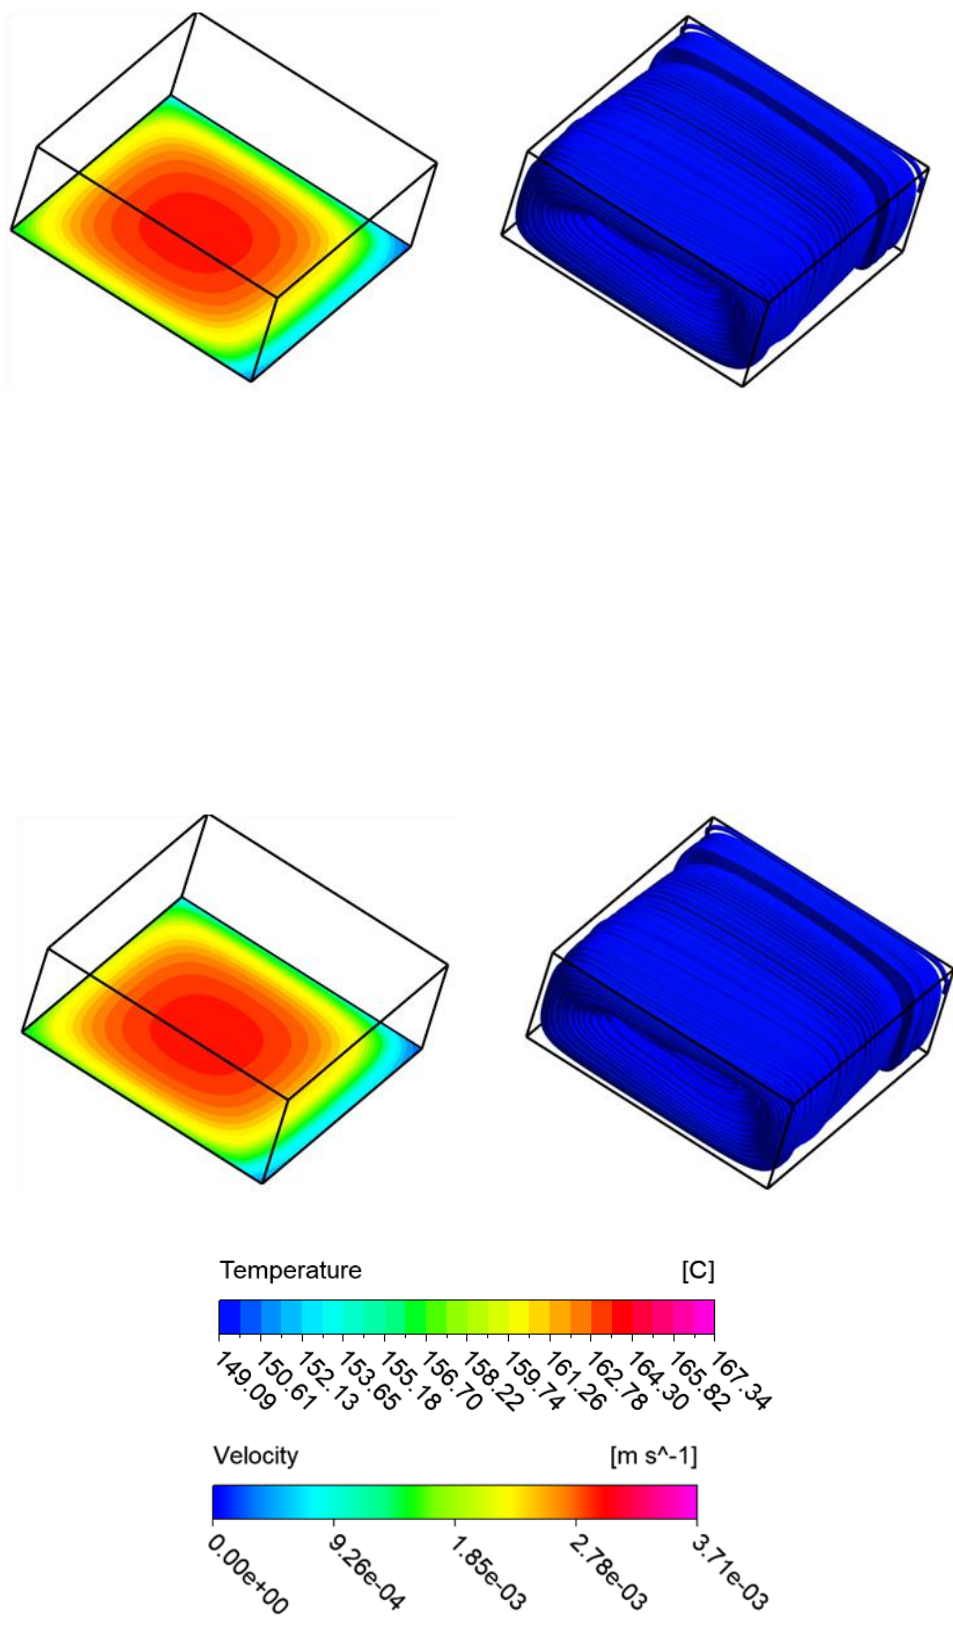 Temperature [C]
149.09 150.61 152.13 153.65 155.18 156.70 158.22 159.74 161.26 162.78 164.30 165.82 167.34
Velocity [m s^-1]
0.00e+00 9.26e-04 1.85e-03 2.78e-03 3.71e-03